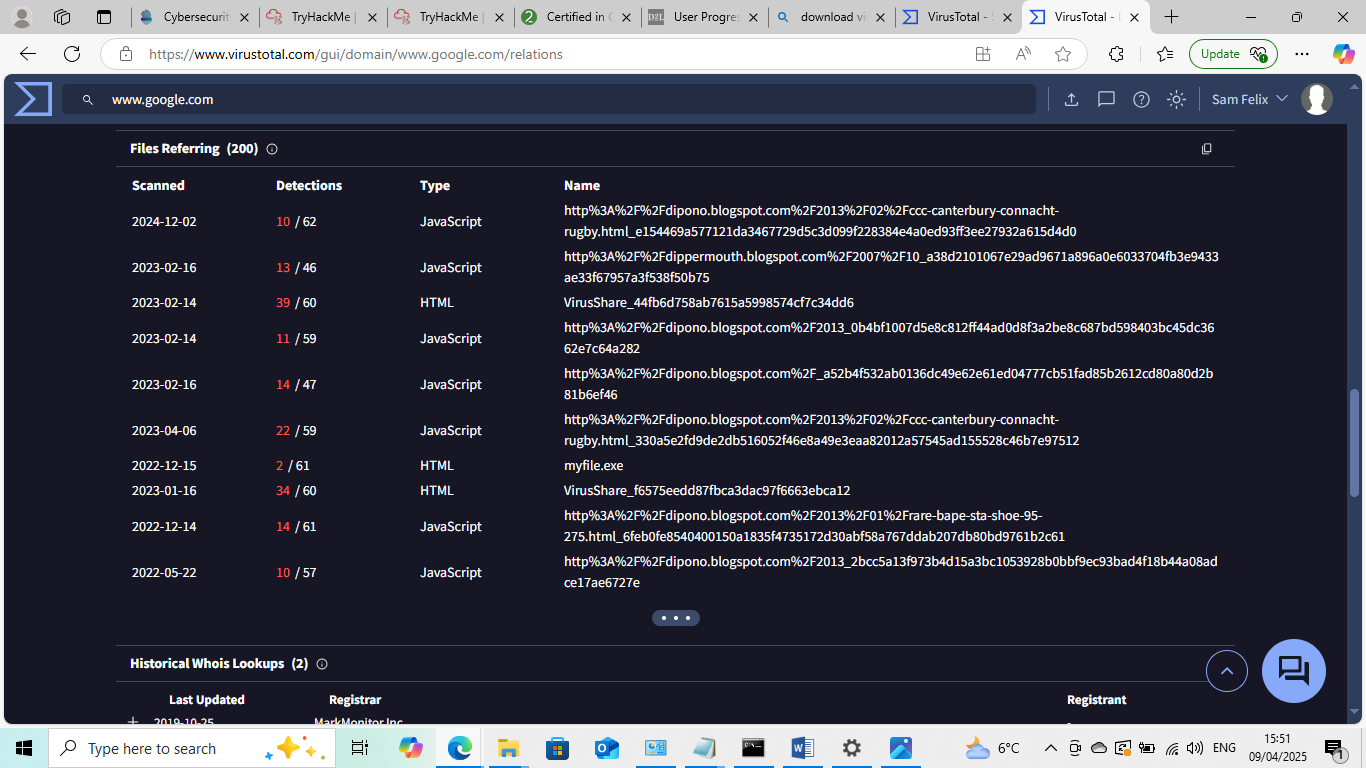 Cybersecurit
TryHackMe |
TryHackMe |
Certified in C
User Progres
download vi
VirusTotal - S
VirusTotal -
https://www.virustotal.com/gui/domain/www.google.com/relations
Update
www.google.com
Sam Felix
Files Referring (200)
Scanned Detections Type Name
2024-12-02 10 / 62 JavaScript http%3A%2F%2Fdipono.blogspot.com%2F2013%2F02%2Fccc-canterbury-connacht-
rugby.html_e154469a577121da3467729d5c3d099f228384e4a0ed93ff3ee27932a615d4d0
2023-02-16 13 / 46 JavaScript http%3A%2F%2Fdippermouth.blogspot.com%2F2007%2F10_a38d2101067e29ad9671a896a0e6033704fb3e9433
ae33f67957a3f538f50b75
2023-02-14 39 / 60 HTML VirusShare_44fb6d758ab7615a5998574cf7c34dd6
2023-02-14 11 / 59 JavaScript http%3A%2F%2Fdipono.blogspot.com%2F2013_0b4bf1007d5e8c812ff44ad0d8f3a2be8c687bd598403bc45dc36
62e7c64a282
2023-02-16 14 / 47 JavaScript http%3A%2F%2Fdipono.blogspot.com%2F_a52b4f532ab0136dc49e62e61ed04777cb51fad85b2612cd80a80d2b
81b6ef46
2023-04-06 22 / 59 JavaScript http%3A%2F%2Fdipono.blogspot.com%2F2013%2F02%2Fccc-canterbury-connacht-
rugby.html_330a5e2fd9de2db516052f46e8a49e3eaa82012a57545ad155528c46b7e97512
2022-12-15 2 / 61 HTML myfile.exe
2023-01-16 34 / 60 HTML VirusShare_f6575eedd87fbca3dac97f6663ebca12
2022-12-14 14 / 61 JavaScript http%3A%2F%2Fdipono.blogspot.com%2F2013%2F01%2Frare-bape-sta-shoe-95-
275.html_6feb0fe8540400150a1835f4735172d30abf58a767ddab207db80bd9761b2c61
2022-05-22 10 / 57 JavaScript http%3A%2F%2Fdipono.blogspot.com%2F2013_2bcc5a13f973b4d15a3bc1053928b0bbf9ec93bad4f18b44a08ad
ce17ae6727e
Historical Whois Lookups (2)
Last Updated Registrar Registrant
2019-10-25 MarkMonitor Inc.
Type here to search
6°C
ENG
15:51
09/04/2025
1